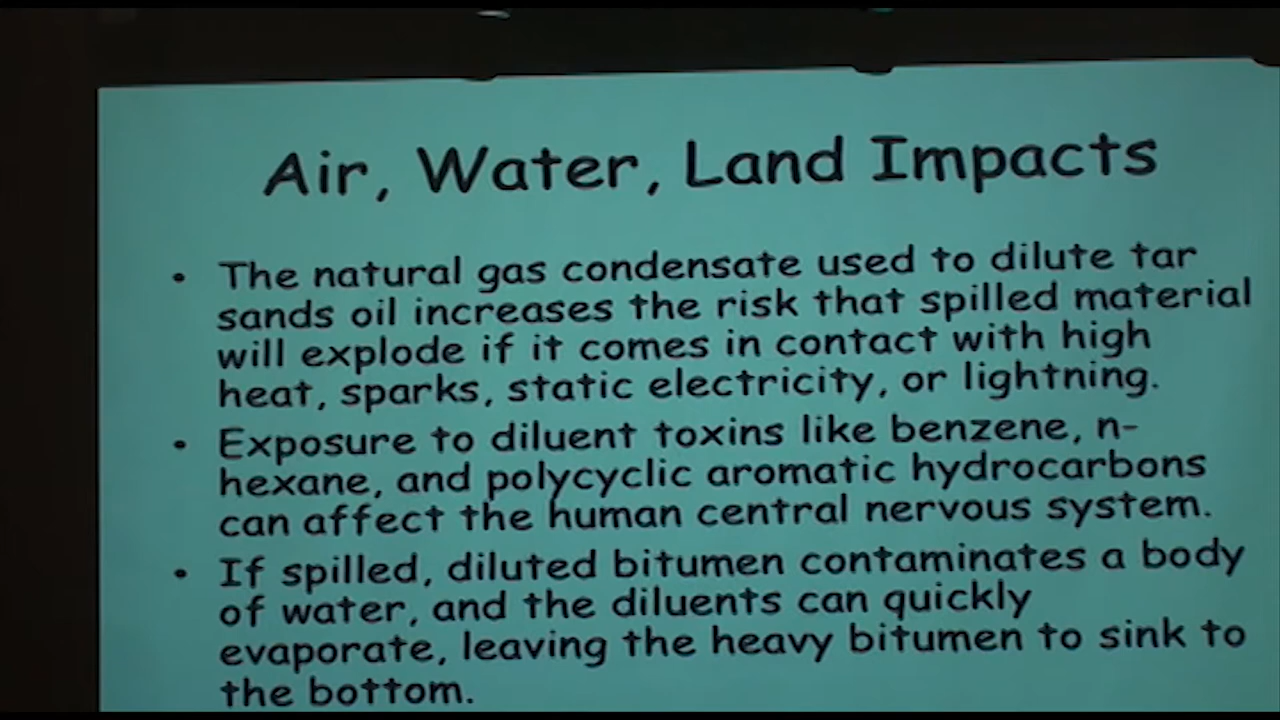 Air, Water, Land Impacts
• The natural gas condensate used to dilute tar
sands oil increases the risk that spilled material
will explode if it comes in contact with high
heat, sparks, static electricity, or lightning.
• Exposure to diluent toxins like benzene, n-
hexane, and polycyclic aromatic hydrocarbons
can affect the human central nervous system.
• If spilled, diluted bitumen contaminates a body
of water, and the diluents can quickly
evaporate, leaving the heavy bitumen to sink to
the bottom.